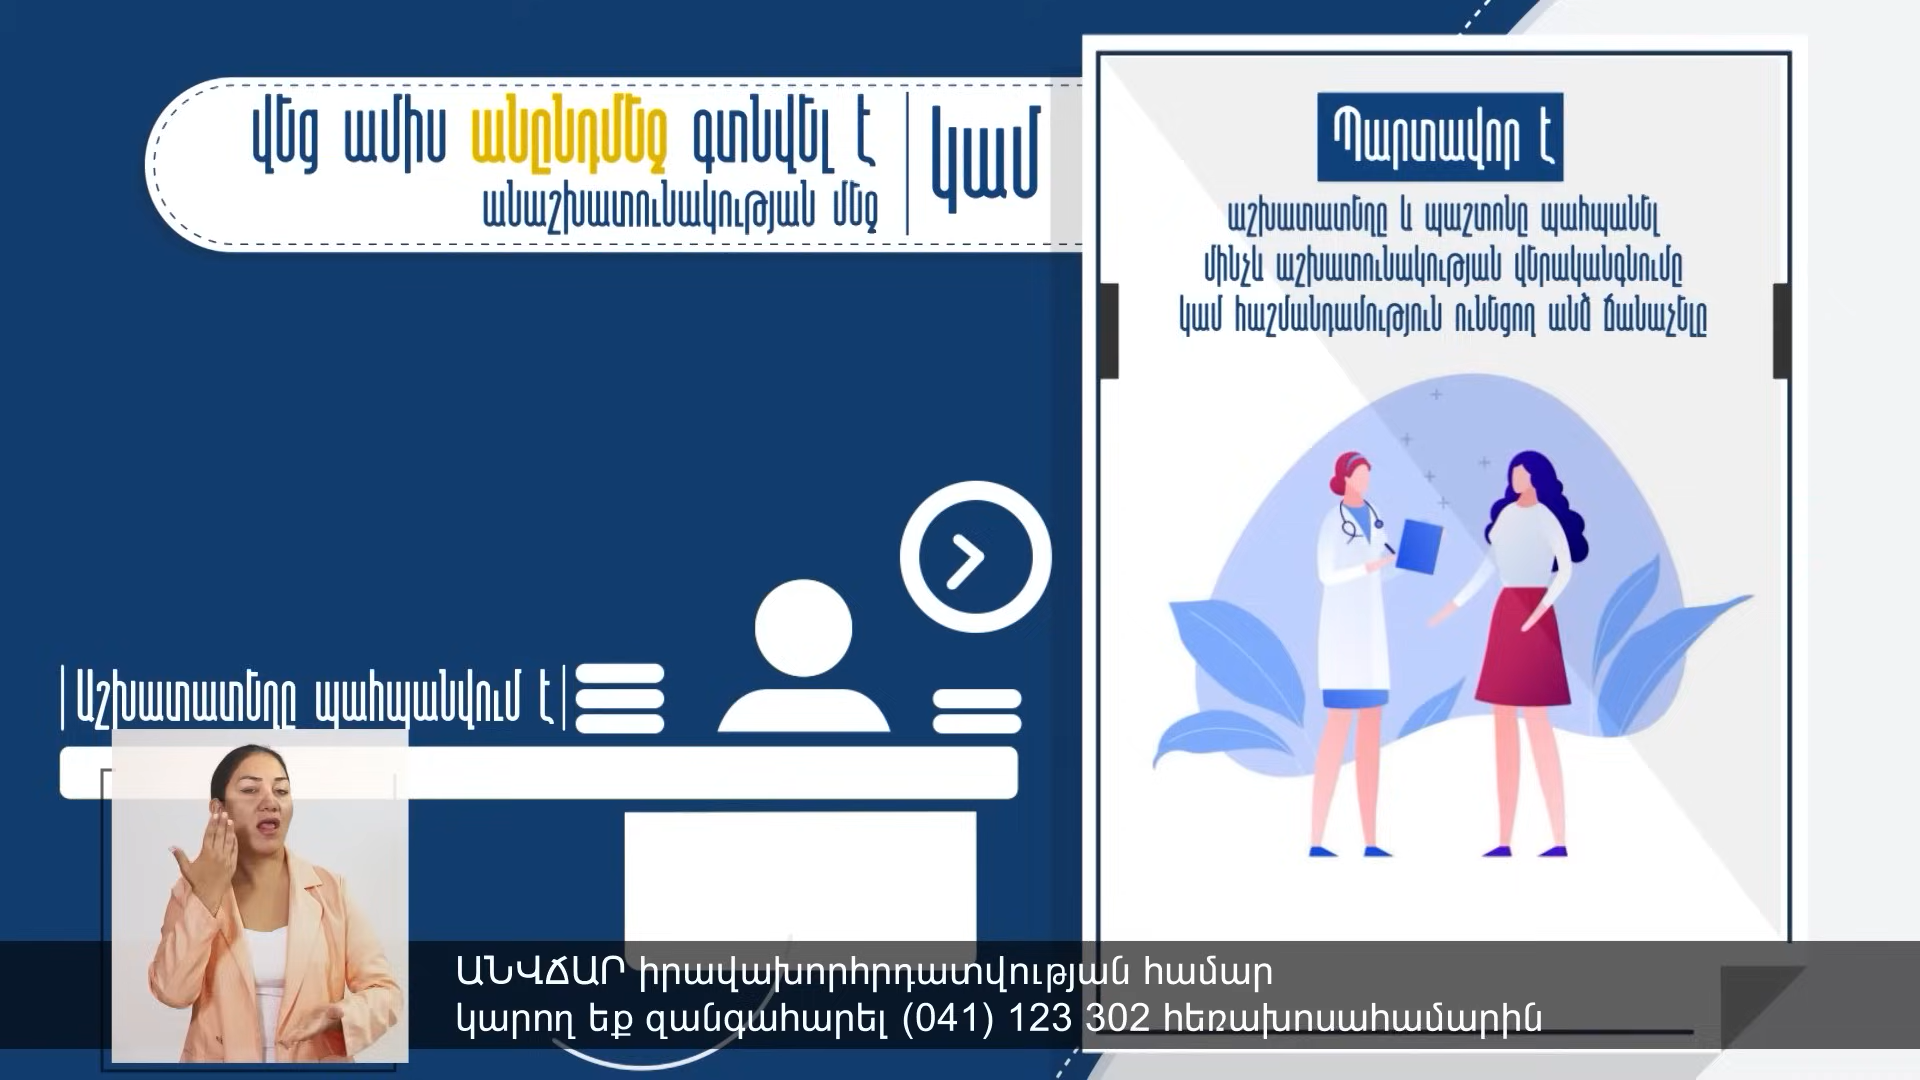 վեց ամիս անընդմեջ գտնվել է
անաշխատունակության մեջ
կամ
Պարտավոր է
աշխատատեղը և պաշտոնը պահպանել
մինչև աշխատունակության վերականգնումը
կամ հաշմանդամություն ունեցող անձ ճանաչելը
Աշխատատեղը պահպանվում է
ԱՆՎՃԱՐ իրավախորհրդատվության համար
կարող եք զանգահարել (041) 123 302 հեռախոսահամարին